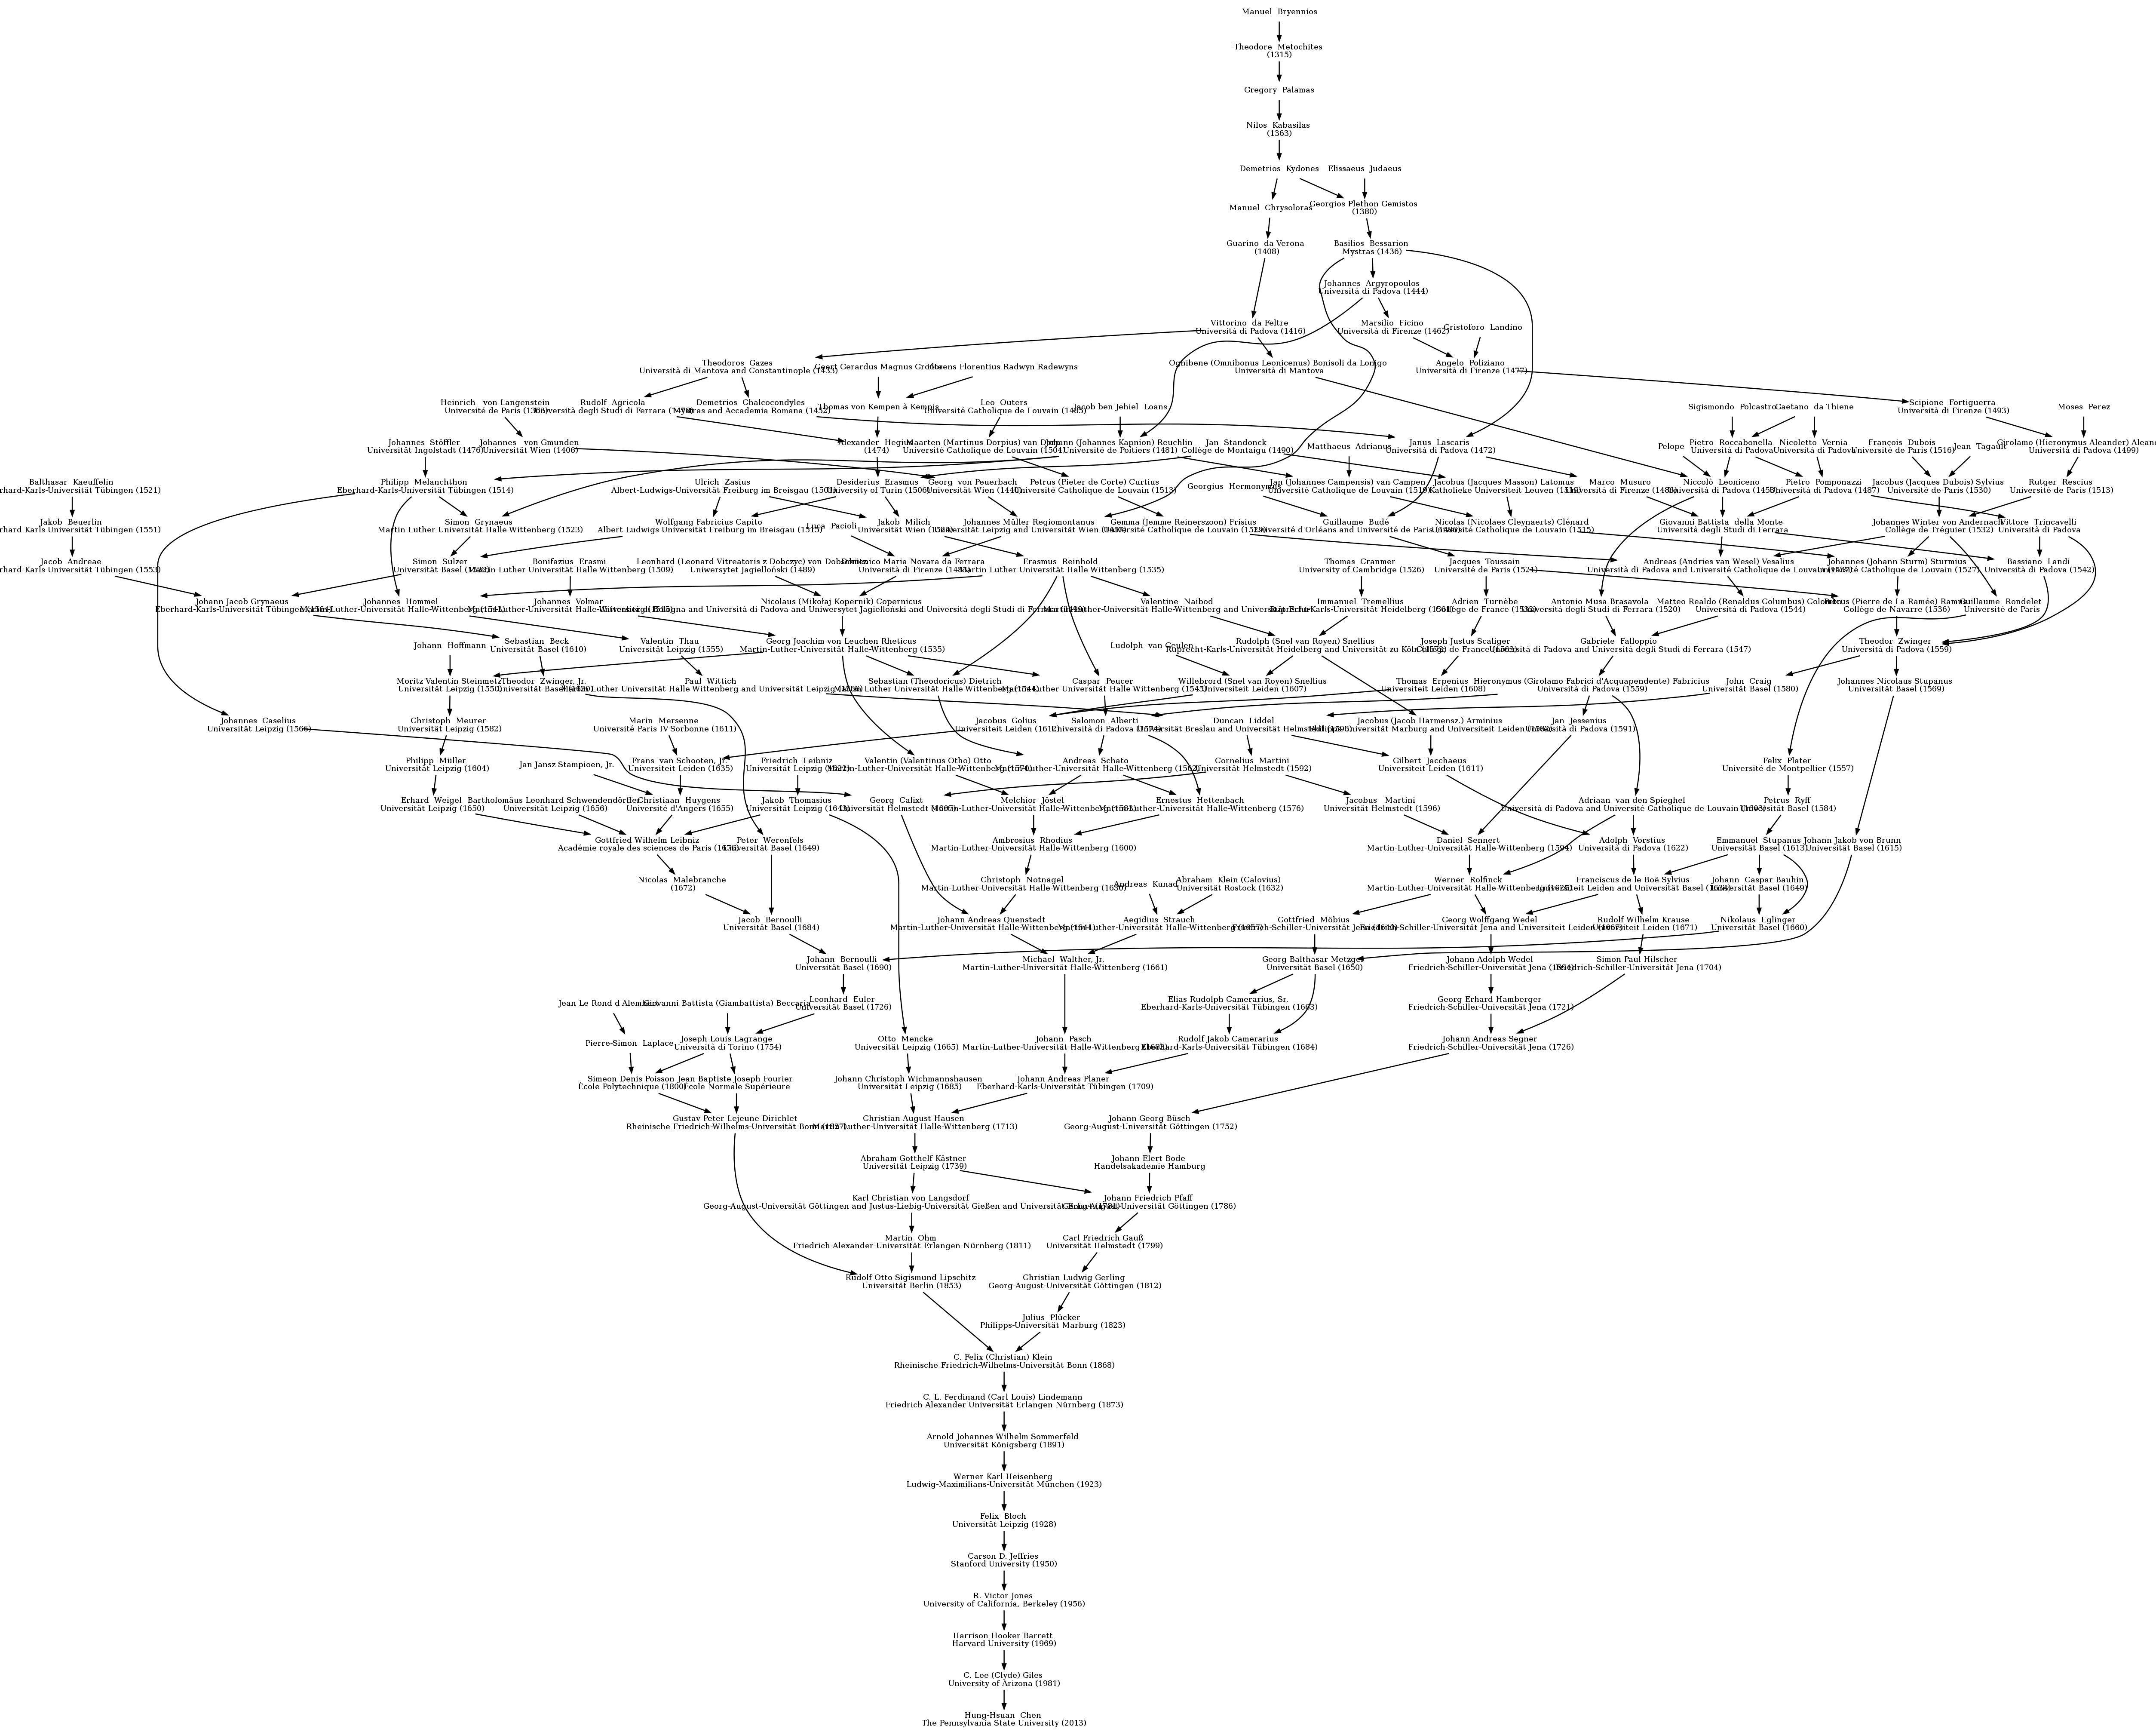 Manuel Bryennios
Theodore Metochites
(1315)
Gregory Palamas
Nilos Kabasilas
(1363)
Demetrios Kydones
Elissaeus Judaeus
Manuel Chrysoloras
Georgios Plethon Gemistos
(1380)
Guarino da Verona
(1408)
Basilios Bessarion
Mystras (1436)
Johannes Argyropoulos
Università di Padova (1444)
Vittorino da Feltre
Università di Padova (1416)
Marsilio Ficino
Università di Firenze (1462)
Cristoforo Landino
Theodoros Gazes
Università di Mantova and Constantinople (1433)
Geert Gerardus Magnus Groote
Florens Florentius Radwyn Radewyns
Ognibene (Omnibonus Leonicenus) Bonisoli da Lonigo
Università di Mantova
Angelo Poliziano
Università di Firenze (1477)
Heinrich von Langenstein
Université de Paris (1363)
Rudolf Agricola
Università degli Studi di Ferrara (1478)
Demetrios Chalcocondyles
Mystras and Accademia Romana (1452)
Thomas von Kempen à Kempis
Leo Outers
Université Catholique de Louvain (1485)
Jacob ben Jehiel Loans
Sigismondo Polcastro
Gaetano da Thiene
Scipione Fortiguerra
Università di Firenze (1493)
Moses Perez
Johannes Stöffler
Universität Ingolstadt (1476)
Johannes von Gmunden
Universität Wien (1406)
Alexander Hegius
(1474)
Maarten (Martinus Dorpius) van Dorp
Université Catholique de Louvain (1504)
Johann (Johannes Kapnion) Reuchlin
Université de Poitiers (1481)
Jan Standonck
Collège de Montaigu (1490)
Matthaeus Adrianus
Janus Lascaris
Università di Padova (1472)
Pelope
Pietro Roccabonella
Università di Padova
Nicoletto Vernia
Università di Padova
François Dubois
Université de Paris (1516)
Jean Tagault
Girolamo (Hieronymus Aleander)
Università di Padova (1499)
Balthasar Kaeuffelin
Eberhard-Karls-Universität Tübingen (1521)
Philipp Melanchthon
Eberhard-Karls-Universität Tübingen (1514)
Ulrich Zasius
Albert-Ludwigs-Universität Freiburg im Breisgau (1501)
Desiderius Erasmus
University of Turin (1506)
Georg von Peuerbach
Universität Wien (1440)
Petrus (Pieter de Corte) Curtius
Université Catholique de Louvain (1513)
Georgius Hermonymus
Jan (Johannes Campensis) van Campen
Université Catholique de Louvain (1519)
Jacobus (Jacques Masson) Latomus
Katholieke Universiteit Leuven (1519)
Marco Musuro
Università di Firenze (1486)
Niccolò Leoniceno
Università di Padova (1453)
Pietro Pomponazzi
Università di Padova (1487)
Jacobus (Jacques Dubois) Sylvius
Université de Paris (1530)
Rutger Rescius
Université de Paris (1513)
Jakob Beuerlin
Eberhard-Karls-Universität Tübingen (1551)
Simon Grynaeus
Martin-Luther-Universität Halle-Wittenberg (1523)
Wolfgang Fabricius Capito
Albert-Ludwigs-Universität Freiburg im Breisgau (1515)
Luca Pacioli
Jakob Milich
Universität Wien (1524)
Johannes Müller Regiomontanus
Universität Leipzig and Universität Wien (1457)
Gemma (Jemme Reinerszoon) Frisius
Université Catholique de Louvain (1529)
Guillaume Budé
Université d'Orléans and Université de Paris (1486)
Nicolas (Nicolaes Cleynaerts) Clénard
Université Catholique de Louvain (1515)
Giovanni Battista della Monte
Università degli Studi di Ferrara
Johannes Winter von Andernach
Collège de Tréguier (1532)
Vittore Trincavelli
Università di Padova
Jacob Andreae
Eberhard-Karls-Universität Tübingen (1553)
Simon Sulzer
Universität Basel (1532)
Bonifazius Erasmi
Martin-Luther-Universität Halle-Wittenberg (1509)
Leonhard (Leonard Vitreatoris z Dobczyc) von Dobschütz
Uniwersytet Jagielloński (1489)
Domenico Maria Novara da Ferrara
Università di Firenze (1483)
Erasmus Reinhold
Martin-Luther-Universität Halle-Wittenberg (1535)
Thomas Cranmer
University of Cambridge (1526)
Jacques Toussain
Université de Paris (1521)
Andreas (Andries van Wesel) Vesalius
Università di Padova and Université Catholique de Louvain (1537)
Johannes (Johann Sturm) Sturmius
Université Catholique de Louvain (1527)
Bassiano Landi
Università di Padova (1542)
Johann Jacob Grynaeus
Eberhard-Karls-Universität Tübingen (1564)
Johannes Hommel
Martin-Luther-Universität Halle-Wittenberg (1543)
Johannes Volmar
Martin-Luther-Universität Halle-Wittenberg (1515)
Nicolaus (Mikołaj Kopernik) Copernicus
Università di Bologna and Università di Padova and Uniwersytet Jagielloński and Università degli Studi di Ferrara (1499)
Valentine Naibod
Martin-Luther-Universität Halle-Wittenberg and Universität Erfurt
Immanuel Tremellius
Ruprecht-Karls-Universität Heidelberg (1561)
Adrien Turnèbe
Collège de France (1532)
Antonio Musa Brasavola
Università degli Studi di Ferrara (1520)
Matteo Realdo (Renaldus Columbus) Colombo
Università di Padova (1544)
Petrus (Pierre de La Ramée) Ramus
Collège de Navarre (1536)
Guillaume Rondelet
Université de Paris
Johann Hoffmann
Sebastian Beck
Universität Basel (1610)
Valentin Thau
Universität Leipzig (1555)
Georg Joachim von Leuchen Rheticus
Martin-Luther-Universität Halle-Wittenberg (1535)
Ludolph van Ceulen
Rudolph (Snel van Royen) Snellius
Ruprecht-Karls-Universität Heidelberg and Universität zu Köln (1572)
Joseph Justus Scaliger
Collège de France (1563)
Gabriele Falloppio
Università di Padova and Università degli Studi di Ferrara (1547)
Theodor Zwinger
Università di Padova (1559)
Moritz Valentin Steinmetz
Universität Leipzig (1550)
Theodor Zwinger, Jr.
Universität Basel (1630)
Paul Wittich
Martin-Luther-Universität Halle-Wittenberg and Universität Leipzig (1566)
Sebastian (Theodoricus) Dietrich
Martin-Luther-Universität Halle-Wittenberg (1544)
Caspar Peucer
Martin-Luther-Universität Halle-Wittenberg (1545)
Willebrord (Snel van Royen) Snellius
Universiteit Leiden (1607)
Thomas Erpenius
Universiteit Leiden (1608)
Hieronymus (Girolamo Fabrici d'Acquapendente) Fabricius
Università di Padova (1559)
John Craig
Universität Basel (1580)
Johannes Nicolaus Stupanus
Universität Basel (1569)
Johannes Caselius
Universität Leipzig (1566)
Christoph Meurer
Universität Leipzig (1582)
Marin Mersenne
Université Paris IV-Sorbonne (1611)
Jacobus Golius
Universiteit Leiden (1612)
Salomon Alberti
Università di Padova (1574)
Duncan Liddel
Universität Breslau and Universität Helmstedt (1596)
Jacobus (Jacob Harmensz.) Arminius
Philipps-Universität Marburg and Universiteit Leiden (1582)
Jan Jessenius
Università di Padova (1591)
Philipp Müller
Universität Leipzig (1604)
Jan Jansz Stampioen, Jr.
Frans van Schooten, Jr.
Universiteit Leiden (1635)
Friedrich Leibniz
Universität Leipzig (1622)
Valentin (Valentinus Otho) Otto
Martin-Luther-Universität Halle-Wittenberg (1570)
Andreas Schato
Martin-Luther-Universität Halle-Wittenberg (1562)
Cornelius Martini
Universität Helmstedt (1592)
Gilbert Jacchaeus
Universiteit Leiden (1611)
Felix Plater
Université de Montpellier (1557)
Erhard Weigel
Universität Leipzig (1650)
Bartholomäus Leonhard Schwendendörffer
Universität Leipzig (1656)
Christiaan Huygens
Université d'Angers (1655)
Jakob Thomasius
Universität Leipzig (1643)
Georg Calixt
Universität Helmstedt (1605)
Melchior Jöstel
Martin-Luther-Universität Halle-Wittenberg (1583)
Ernestus Hettenbach
Martin-Luther-Universität Halle-Wittenberg (1576)
Jacobus Martini
Universität Helmstedt (1596)
Adriaan van den Spieghel
Università di Padova and Université Catholique de Louvain (1603)
Petrus Ryff
Universität Basel (1584)
Gottfried Wilhelm Leibniz
Académie royale des sciences de Paris (1676)
Peter Werenfels
Universität Basel (1649)
Ambrosius Rhodius
Martin-Luther-Universität Halle-Wittenberg (1600)
Daniel Sennert
Martin-Luther-Universität Halle-Wittenberg (1594)
Adolph Vorstius
Università di Padova (1622)
Emmanuel Stupanus
Universität Basel (1613)
Johann Jakob von Brunn
Universität Basel (1615)
Nicolas Malebranche
(1672)
Christoph Notnagel
Martin-Luther-Universität Halle-Wittenberg (1630)
Andreas Kunad
Abraham Klein (Calovius)
Universität Rostock (1632)
Werner Rolfinck
Martin-Luther-Universität Halle-Wittenberg (1625)
Franciscus de le Boë Sylvius
Universiteit Leiden and Universität Basel (1634)
Johann Caspar Bauhin
Universität Basel (1649)
Jacob Bernoulli
Universität Basel (1684)
Johann Andreas Quenstedt
Martin-Luther-Universität Halle-Wittenberg (1644)
Aegidius Strauch
Martin-Luther-Universität Halle-Wittenberg (1657)
Gottfried Möbius
Friedrich-Schiller-Universität Jena (1640)
Georg Wolffgang Wedel
Friedrich-Schiller-Universität Jena and Universiteit Leiden (1667)
Rudolf Wilhelm Krause
Universiteit Leiden (1671)
Nikolaus Eglinger
Universität Basel (1660)
Johann Bernoulli
Universität Basel (1690)
Michael Walther, Jr.
Martin-Luther-Universität Halle-Wittenberg (1661)
Georg Balthasar Metzger
Universität Basel (1650)
Johann Adolph Wedel
Friedrich-Schiller-Universität Jena (1694)
Simon Paul Hilscher
Friedrich-Schiller-Universität Jena (1704)
Jean Le Rond d'Alembert
Giovanni Battista (Giambattista) Beccaria
Leonhard Euler
Universität Basel (1726)
Elias Rudolph Camerarius, Sr.
Eberhard-Karls-Universität Tübingen (1663)
Georg Erhard Hamberger
Friedrich-Schiller-Universität Jena (1721)
Pierre-Simon Laplace
Joseph Louis Lagrange
Università di Torino (1754)
Otto Mencke
Universität Leipzig (1665)
Johann Pasch
Martin-Luther-Universität Halle-Wittenberg (1683)
Rudolf Jakob Camerarius
Eberhard-Karls-Universität Tübingen (1684)
Johann Andreas Segner
Friedrich-Schiller-Universität Jena (1726)
Simeon Denis Poisson
École Polytechnique (1800)
Jean-Baptiste Joseph Fourier
École Normale Supérieure
Johann Christoph Wichmannshausen
Universität Leipzig (1685)
Johann Andreas Planer
Eberhard-Karls-Universität Tübingen (1709)
Gustav Peter Lejeune Dirichlet
Rheinische Friedrich-Wilhelms-Universität Bonn (1827)
Christian August Hausen
Martin-Luther-Universität Halle-Wittenberg (1713)
Johann Georg Büsch
Georg-August-Universität Göttingen (1752)
Abraham Gotthelf Kästner
Universität Leipzig (1739)
Johann Elert Bode
Handelsakademie Hamburg
Karl Christian von Langsdorf
Georg-August-Universität Göttingen and Justus-Liebig-Universität Gießen and Universität Erfurt (1781)
Johann Friedrich Pfaff
Georg-August-Universität Göttingen (1786)
Martin Ohm
Friedrich-Alexander-Universität Erlangen-Nürnberg (1811)
Carl Friedrich Gauß
Universität Helmstedt (1799)
Rudolf Otto Sigismund Lipschitz
Universität Berlin (1853)
Christian Ludwig Gerling
Georg-August-Universität Göttingen (1812)
Julius Plücker
Philipps-Universität Marburg (1823)
C. Felix (Christian) Klein
Rheinische Friedrich-Wilhelms-Universität Bonn (1868)
C. L. Ferdinand (Carl Louis) Lindemann
Friedrich-Alexander-Universität Erlangen-Nürnberg (1873)
Arnold Johannes Wilhelm Sommerfeld
Universität Königsberg (1891)
Werner Karl Heisenberg
Ludwig-Maximilians-Universität München (1923)
Felix Bloch
Universität Leipzig (1928)
Carson D. Jeffries
Stanford University (1950)
R. Victor Jones
University of California, Berkeley (1956)
Harrison Hooker Barrett
Harvard University (1969)
C. Lee (Clyde) Giles
University of Arizona (1981)
Hung-Hsuan Chen
The Pennsylvania State University (2013)